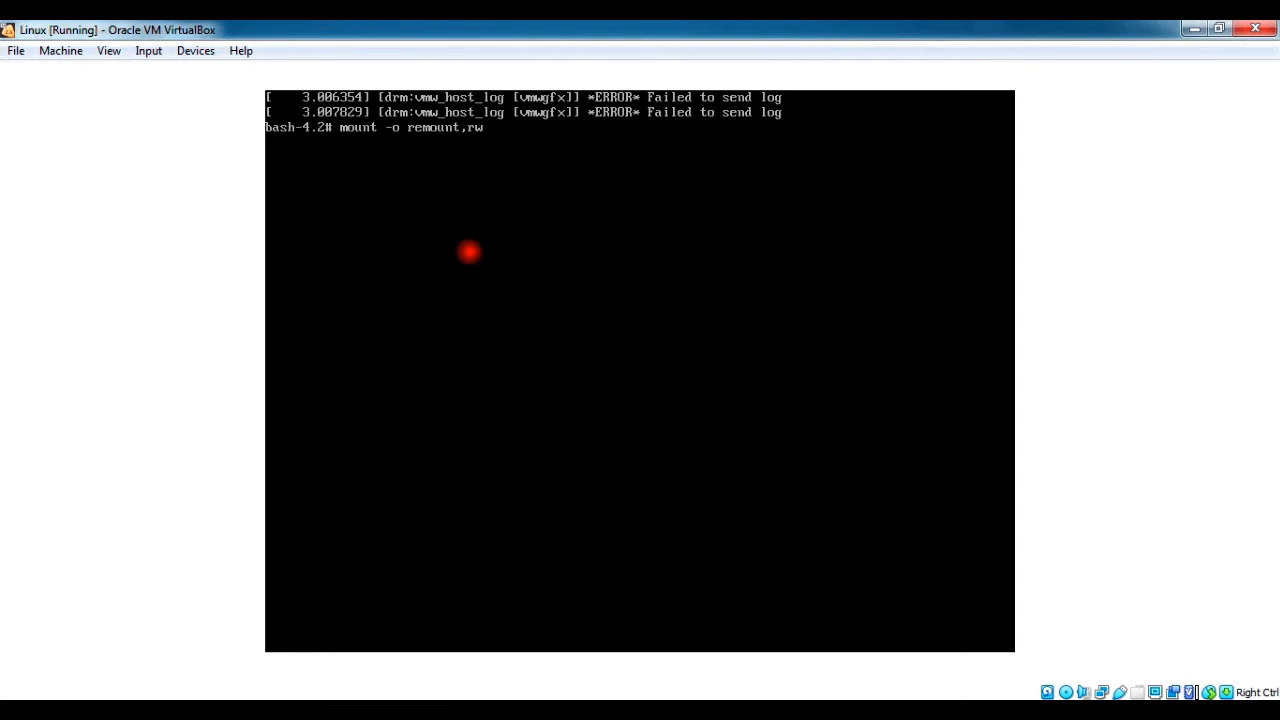 Linux [Running] - Oracle VM VirtualBox
File Machine View Input Devices Help
[    3.006354] [drm:vmw_host_log [vmwgfx]] *ERROR* Failed to send log
[    3.007829] [drm:vmw_host_log [vmwgfx]] *ERROR* Failed to send log
bash-4.2# mount -o remount,rw
Right Ctrl